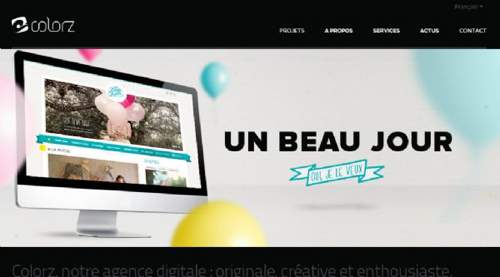 Français
colorz
PROJETS A PROPOS SERVICES ACTUS CONTACT
UN BEAU JOUR
OUI, JE LE VEUX
Colorz, notre agence digitale : originale, créative et enthousiaste